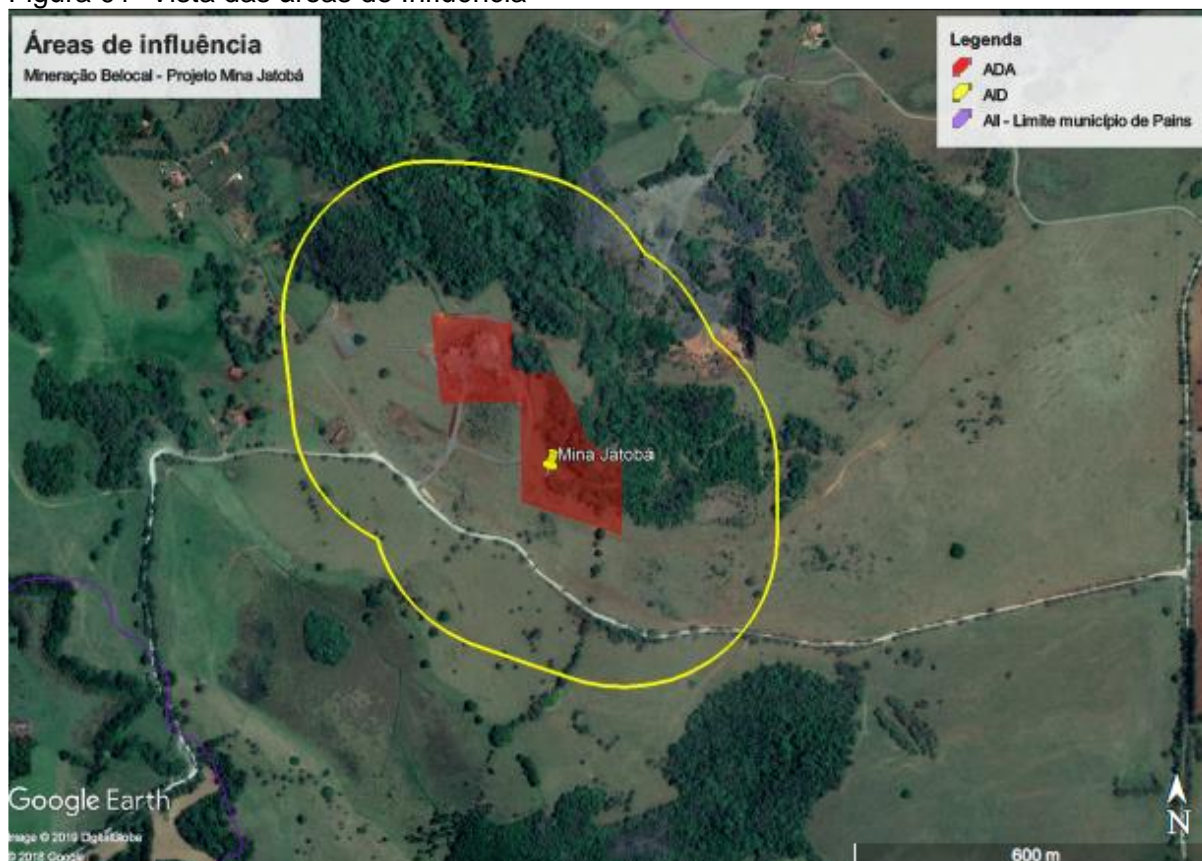 Áreas de influência
Mineração Belocal - Projeto Mina Jatobá
Legenda
ADA
AID
AII - Limite município de Pains
Mina Jatobá
Google Earth
Image © 2019 DigitalGlobe
© 2018 Google
600 m
N